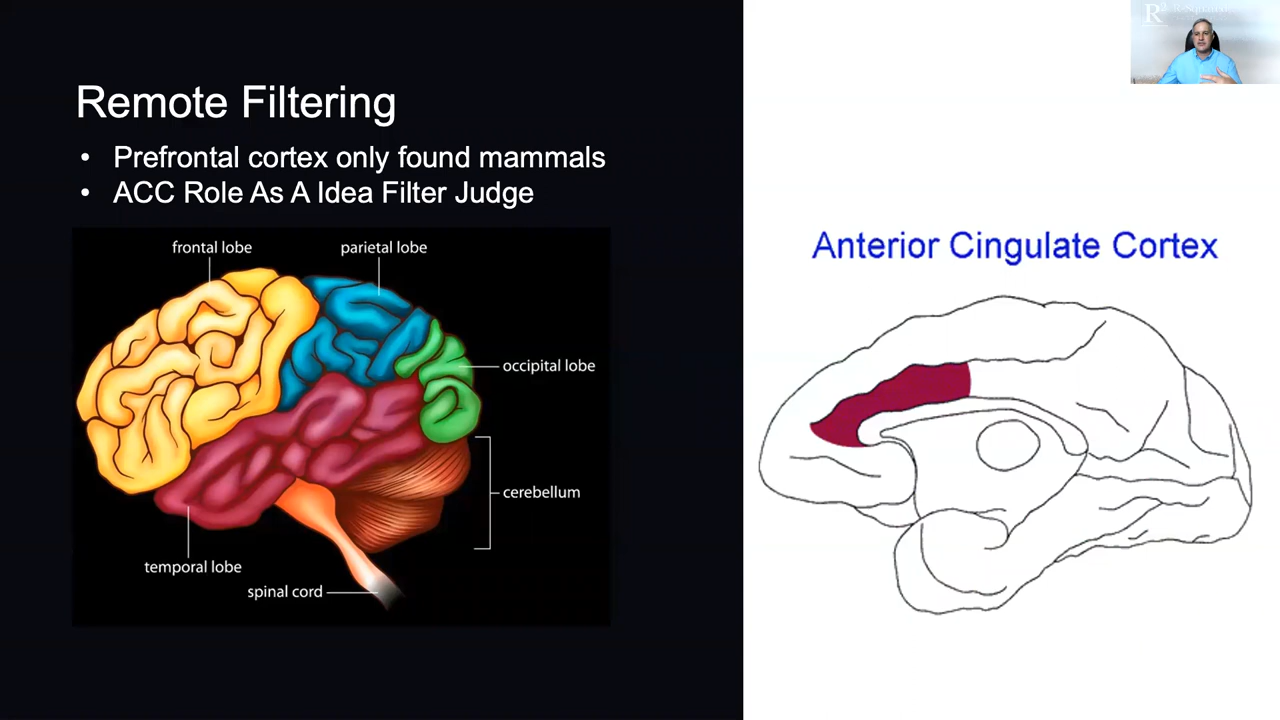 Remote Filtering
• Prefrontal cortex only found mammals
• ACC Role As A Idea Filter Judge
frontal lobe
parietal lobe
occipital lobe
cerebellum
temporal lobe
spinal cord
Anterior Cingulate Cortex